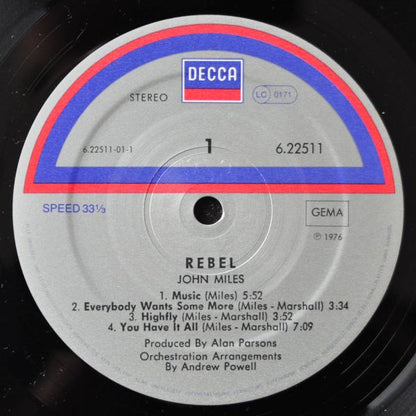 DECCA
STEREO
LC 0171
6.22511-01-1
1
6.22511
SPEED 33⅓
GEMA
℗ 1976
REBEL
JOHN MILES
1. Music (Miles) 5:52
2. Everybody Wants Some More (Miles - Marshall) 3:34
3. Highfly (Miles - Marshall) 3:52
4. You Have It All (Miles - Marshall) 7:09
Produced By Alan Parsons
Orchestration Arrangements
By Andrew Powell